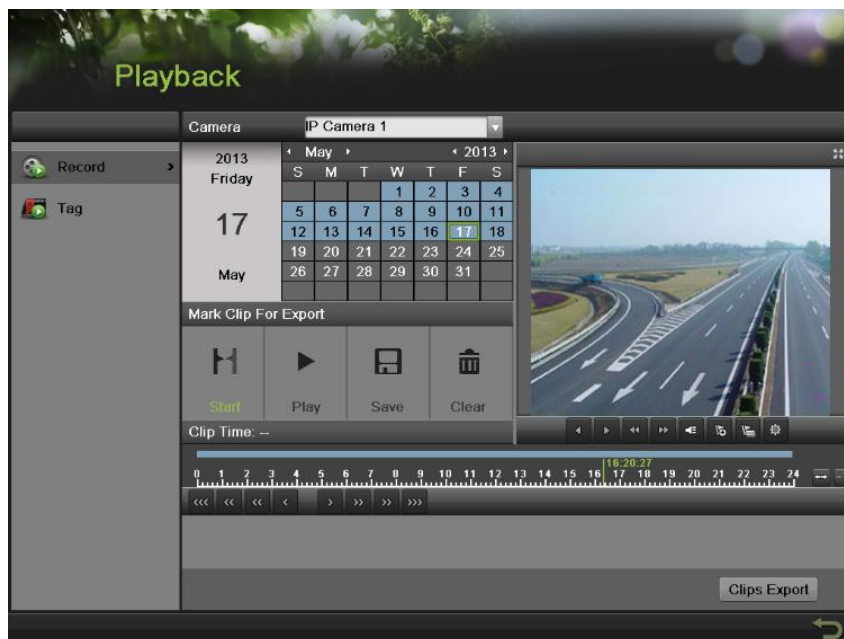 Playback
Camera IP Camera 1
Record
Tag
2013
Friday
17
May
May 2013
S M T W T F S
1 2 3 4
5 6 7 8 9 10 11
12 13 14 15 16 17 18
19 20 21 22 23 24 25
26 27 28 29 30 31
Mark Clip For Export
Start Play Save Clear
Clip Time: --
16:20:27
0 1 2 3 4 5 6 7 8 9 10 11 12 13 14 15 16 17 18 19 20 21 22 23 24
Clips Export